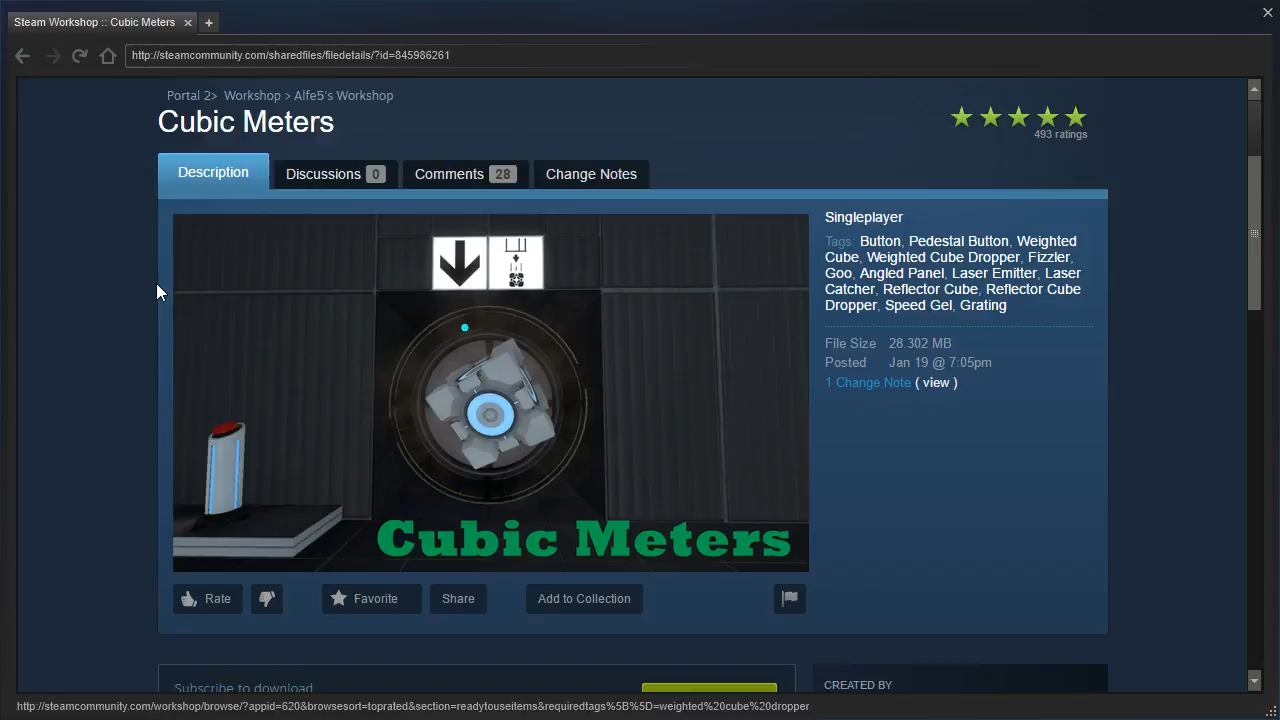 Steam Workshop :: Cubic Meters
http://steamcommunity.com/sharedfiles/filedetails/?id=845986261
Portal 2> Workshop > Alfe5's Workshop
Cubic Meters
493 ratings
Description
Discussions 0
Comments 28
Change Notes
Singleplayer
Tags: Button, Pedestal Button, Weighted
Cube, Weighted Cube Dropper, Fizzler,
Goo, Angled Panel, Laser Emitter, Laser
Catcher, Reflector Cube, Reflector Cube
Dropper, Speed Gel, Grating
File Size 28.302 MB
Posted Jan 19 @ 7:05pm
1 Change Note ( view )
Cubic Meters
Rate
Favorite
Share
Add to Collection
Subscribe to download
CREATED BY
http://steamcommunity.com/workshop/browse/?appid=620&browsesort=toprated&section=readytouseitems&requiredtags%5B%5D=weighted%20cube%20dropper